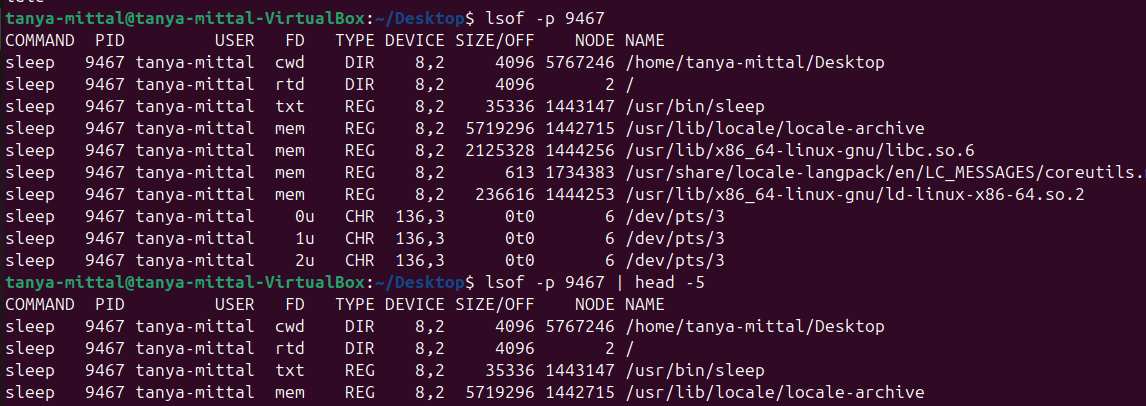 tanya-mittal@tanya-mittal-VirtualBox:~/Desktop$ lsof -p 9467
COMMAND  PID         USER   FD   TYPE DEVICE SIZE/OFF    NODE NAME
sleep   9467 tanya-mittal  cwd    DIR    8,2     4096 5767246 /home/tanya-mittal/Desktop
sleep   9467 tanya-mittal  rtd    DIR    8,2     4096       2 /
sleep   9467 tanya-mittal  txt    REG    8,2    35336 1443147 /usr/bin/sleep
sleep   9467 tanya-mittal  mem    REG    8,2  5719296 1442715 /usr/lib/locale/locale-archive
sleep   9467 tanya-mittal  mem    REG    8,2  2125328 1444256 /usr/lib/x86_64-linux-gnu/libc.so.6
sleep   9467 tanya-mittal  mem    REG    8,2      613 1734383 /usr/share/locale-langpack/en/LC_MESSAGES/coreutils.
sleep   9467 tanya-mittal  mem    REG    8,2   236616 1444253 /usr/lib/x86_64-linux-gnu/ld-linux-x86-64.so.2
sleep   9467 tanya-mittal    0u   CHR  136,3      0t0       6 /dev/pts/3
sleep   9467 tanya-mittal    1u   CHR  136,3      0t0       6 /dev/pts/3
sleep   9467 tanya-mittal    2u   CHR  136,3      0t0       6 /dev/pts/3
tanya-mittal@tanya-mittal-VirtualBox:~/Desktop$ lsof -p 9467 | head -5
COMMAND  PID         USER   FD   TYPE DEVICE SIZE/OFF    NODE NAME
sleep   9467 tanya-mittal  cwd    DIR    8,2     4096 5767246 /home/tanya-mittal/Desktop
sleep   9467 tanya-mittal  rtd    DIR    8,2     4096       2 /
sleep   9467 tanya-mittal  txt    REG    8,2    35336 1443147 /usr/bin/sleep
sleep   9467 tanya-mittal  mem    REG    8,2  5719296 1442715 /usr/lib/locale/locale-archive